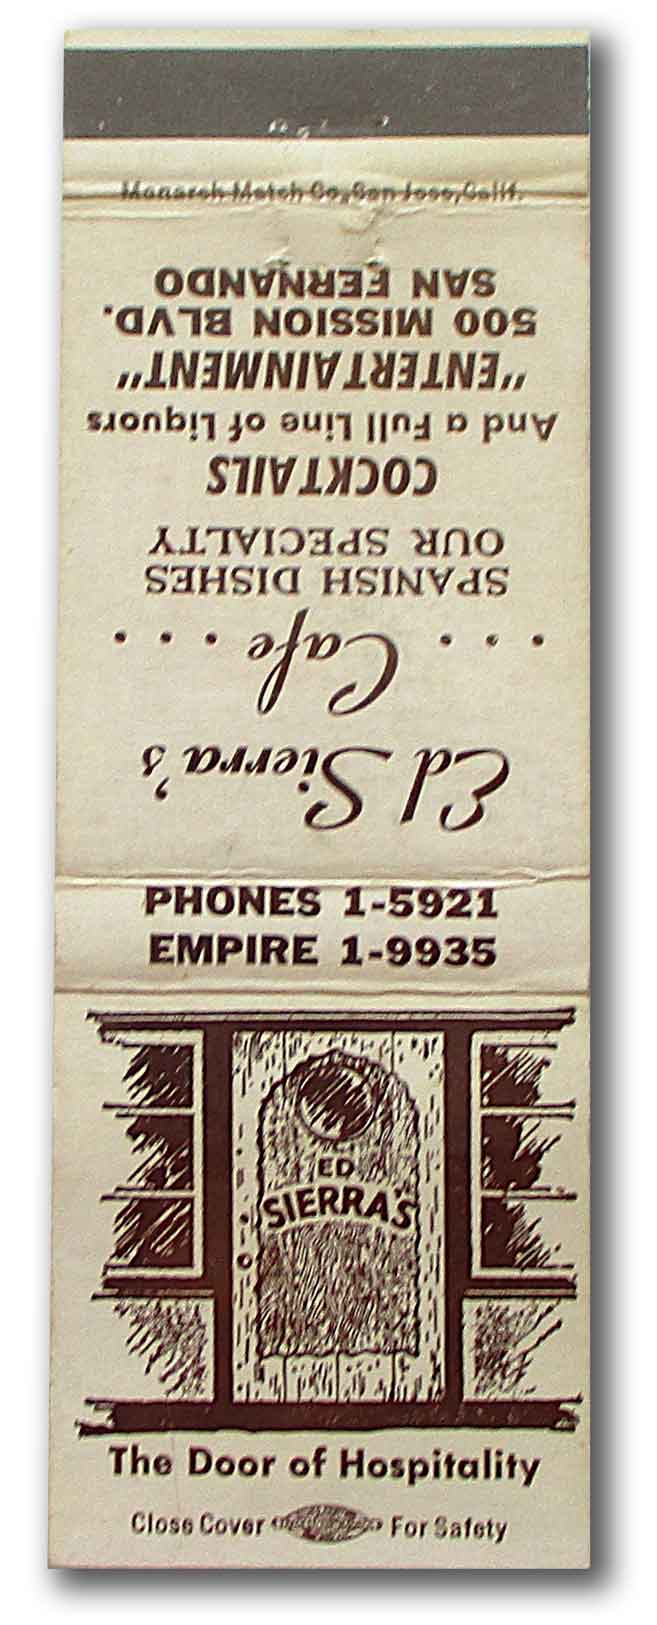 Monarch Match Co., San Jose, Calif.
Ed Sierra's
. . . Cafe . . .
SPANISH DISHES
OUR SPECIALTY
COCKTAILS
And a Full Line of Liquors
"ENTERTAINMENT"
500 MISSION BLVD.
SAN FERNANDO
PHONES 1-5921
EMPIRE 1-9935
ED
SIERRA'S
The Door of Hospitality
Close Cover For Safety